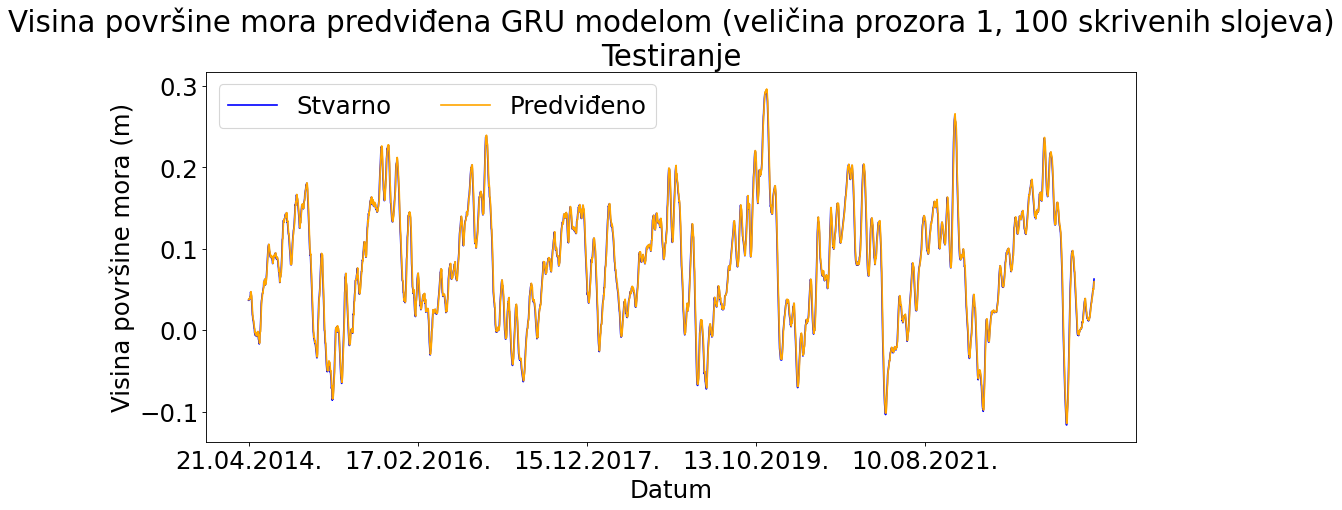 Visina površine mora predviđena GRU modelom (veličina prozora 1, 100 skrivenih slojeva)
Testiranje
Stvarno Predviđeno
Visina površine mora (m)
0.3
0.2
0.1
0.0
−0.1
21.04.2014. 17.02.2016. 15.12.2017. 13.10.2019. 10.08.2021.
Datum